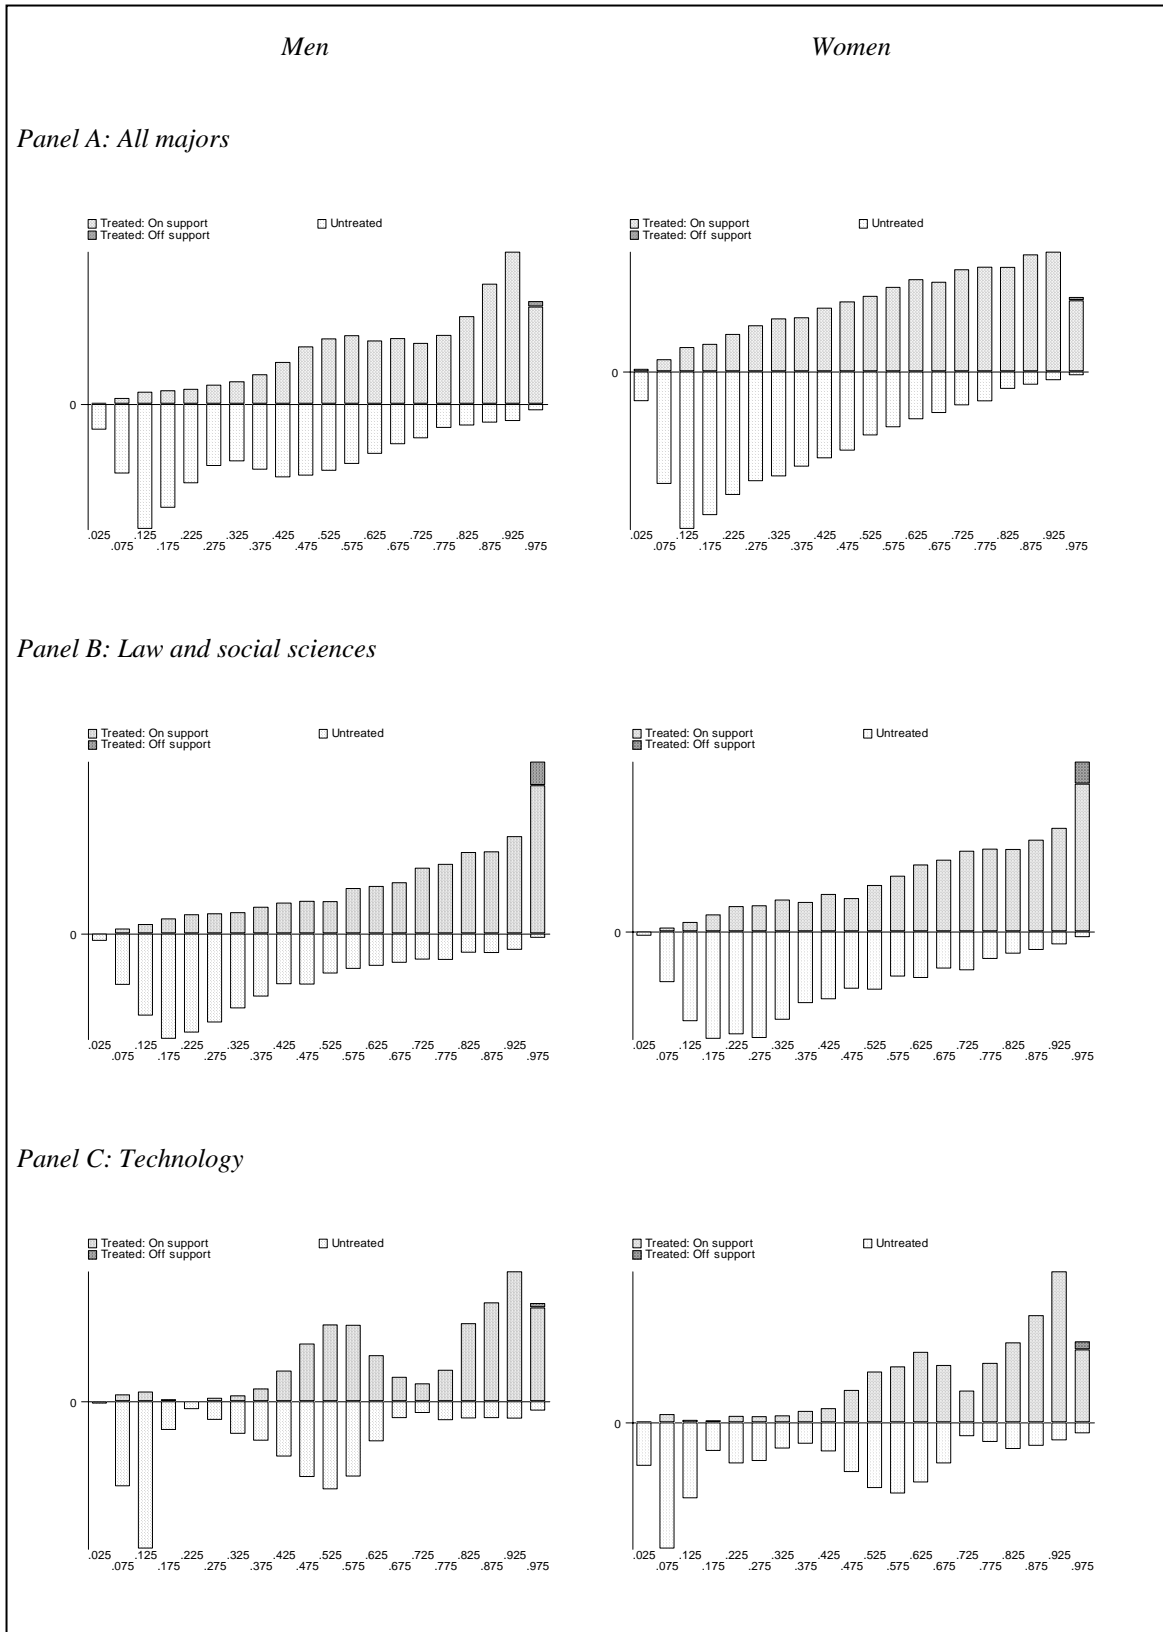 Men Women
Panel A: All majors
Treated: On support Untreated Treated: On support Untreated
Treated: Off support Treated: Off support
0 0
.025 .125 .225 .325 .425 .525 .625 .725 .825 .925 .025 .125 .225 .325 .425 .525 .625 .725 .825 .925
.075 .175 .275 .375 .475 .575 .675 .775 .875 .975 .075 .175 .275 .375 .475 .575 .675 .775 .875 .975
Panel B: Law and social sciences
Treated: On support Untreated Treated: On support Untreated
Treated: Off support Treated: Off support
0 0
.025 .125 .225 .325 .425 .525 .625 .725 .825 .925 .025 .125 .225 .325 .425 .525 .625 .725 .825 .925
.075 .175 .275 .375 .475 .575 .675 .775 .875 .975 .075 .175 .275 .375 .475 .575 .675 .775 .875 .975
Panel C: Technology
Treated: On support Untreated Treated: On support Untreated
Treated: Off support Treated: Off support
0 0
.025 .125 .225 .325 .425 .525 .625 .725 .825 .925 .025 .125 .225 .325 .425 .525 .625 .725 .825 .925
.075 .175 .275 .375 .475 .575 .675 .775 .875 .975 .075 .175 .275 .375 .475 .575 .675 .775 .875 .975